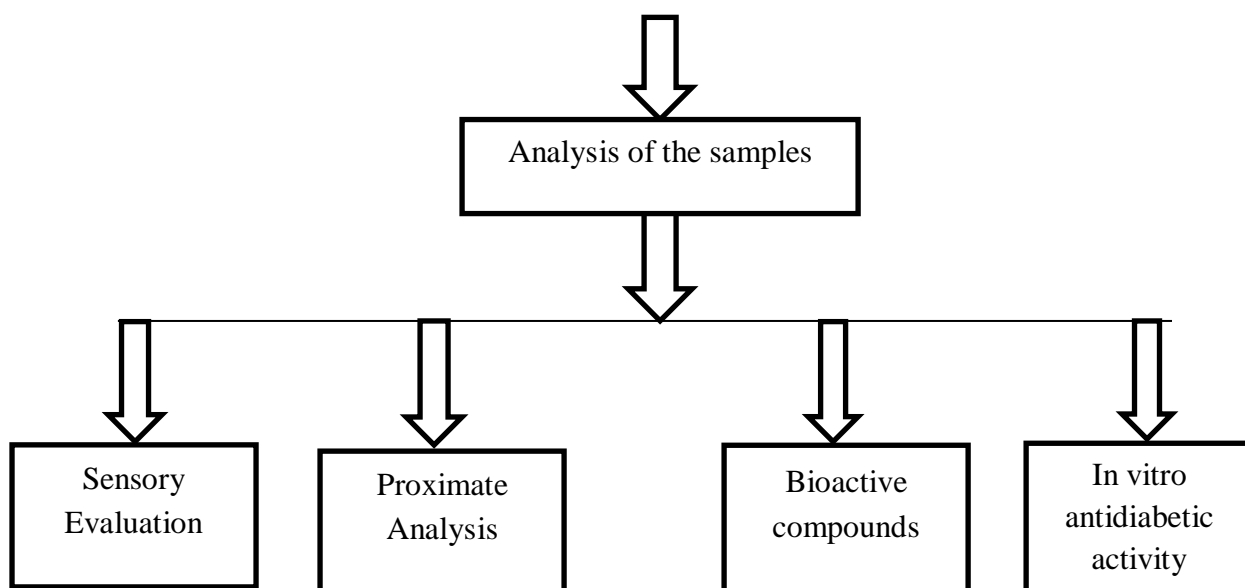 Analysis of the samples
Sensory
Evaluation
Proximate
Analysis
Bioactive
compounds
In vitro
antidiabetic
activity